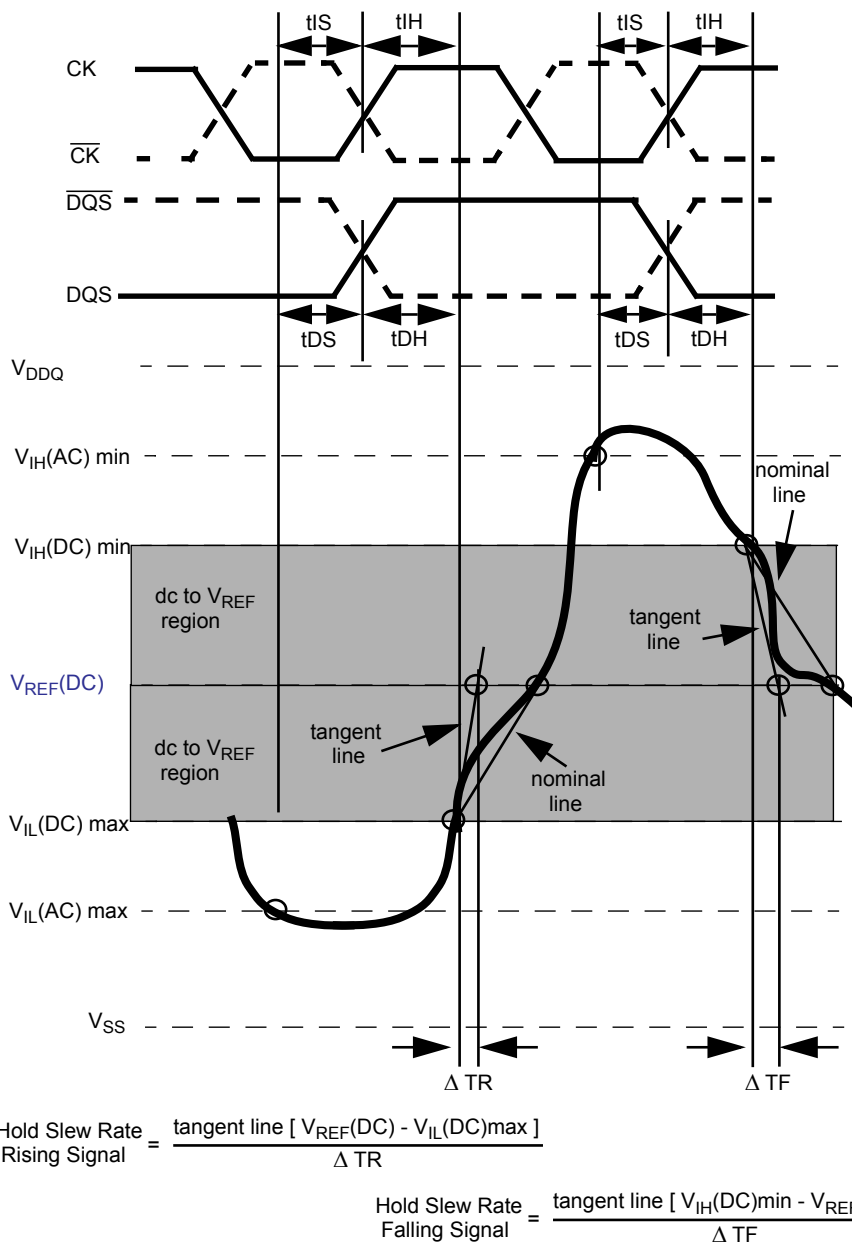 tIS tIH tIS tIH
CK
CK
DQS
DQS
tDS tDH tDS tDH
VDDQ
VIH(AC) min
nominal
line
VIH(DC) min
dc to VREF
region
tangent
line
VREF(DC)
tangent
line
dc to VREF
region
nominal
line
VIL(DC) max
VIL(AC) max
VSS
Δ TR Δ TF
Hold Slew Rate
Rising Signal = tangent line [ VREF(DC) - VIL(DC)max ]
Δ TR
Hold Slew Rate
Falling Signal = tangent line [ VIH(DC)min - VREF
Δ TF